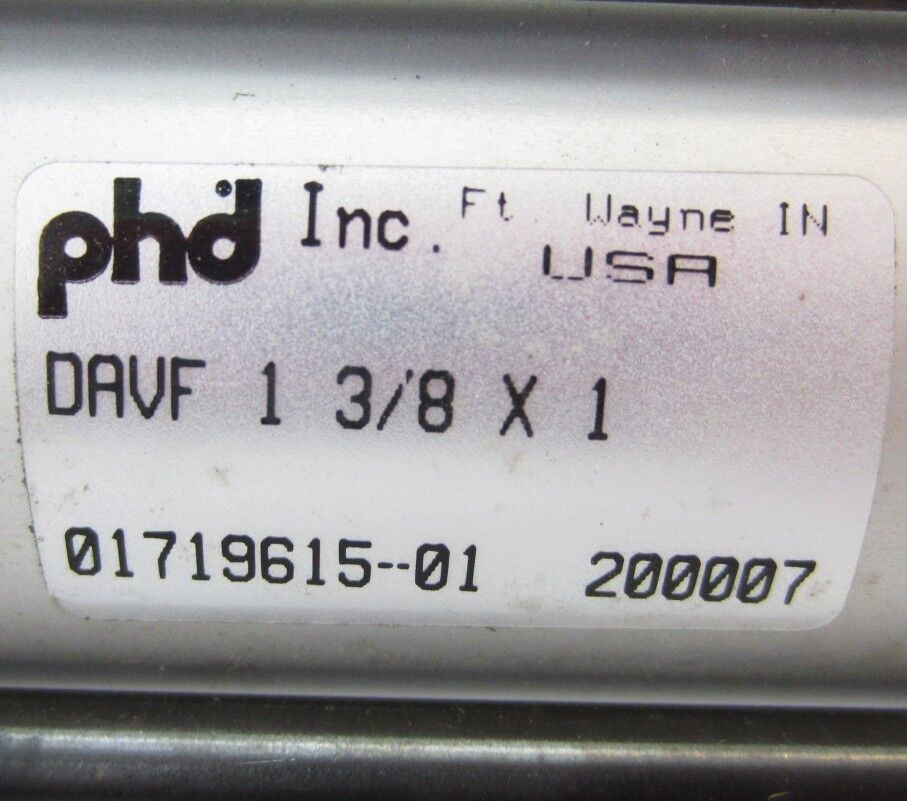 phd Inc. Ft. Wayne IN
USA
DAVF 1 3/8 X 1
01719615--01 200007